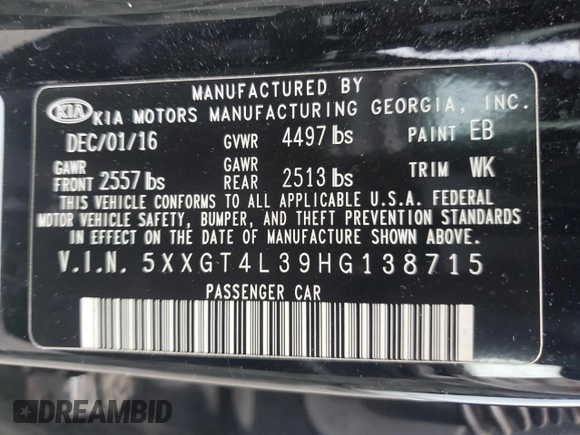 MANUFACTURED BY
KIA KIA MOTORS MANUFACTURING GEORGIA, INC.
DEC/01/16 GVWR 4497 lbs PAINT EB
GAWR FRONT 2557 lbs GAWR REAR 2513 lbs TRIM WK
THIS VEHICLE CONFORMS TO ALL APPLICABLE U.S.A. FEDERAL
MOTOR VEHICLE SAFETY, BUMPER, AND THEFT PREVENTION STANDARDS
IN EFFECT ON THE DATE OF MANUFACTURE SHOWN ABOVE.
V.I.N. 5XXGT4L39HG138715
PASSENGER CAR
DREAMBID